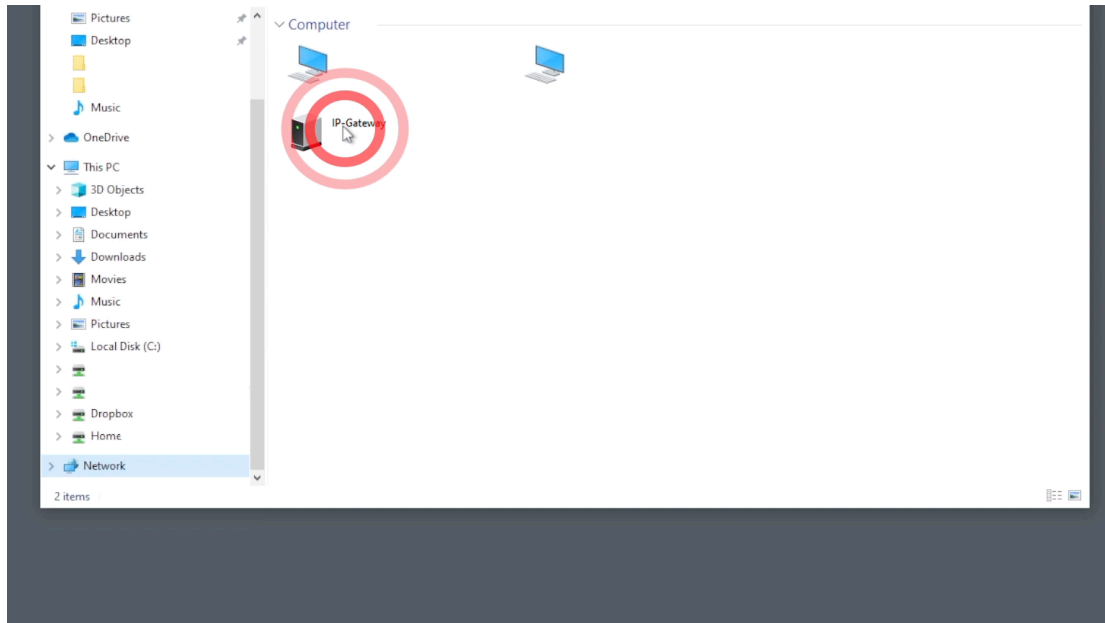 Pictures
Desktop
Music
OneDrive
This PC
3D Objects
Desktop
Documents
Downloads
Movies
Music
Pictures
Local Disk (C:)
Dropbox
Home
Network
2 items
Computer
IP-Gateway